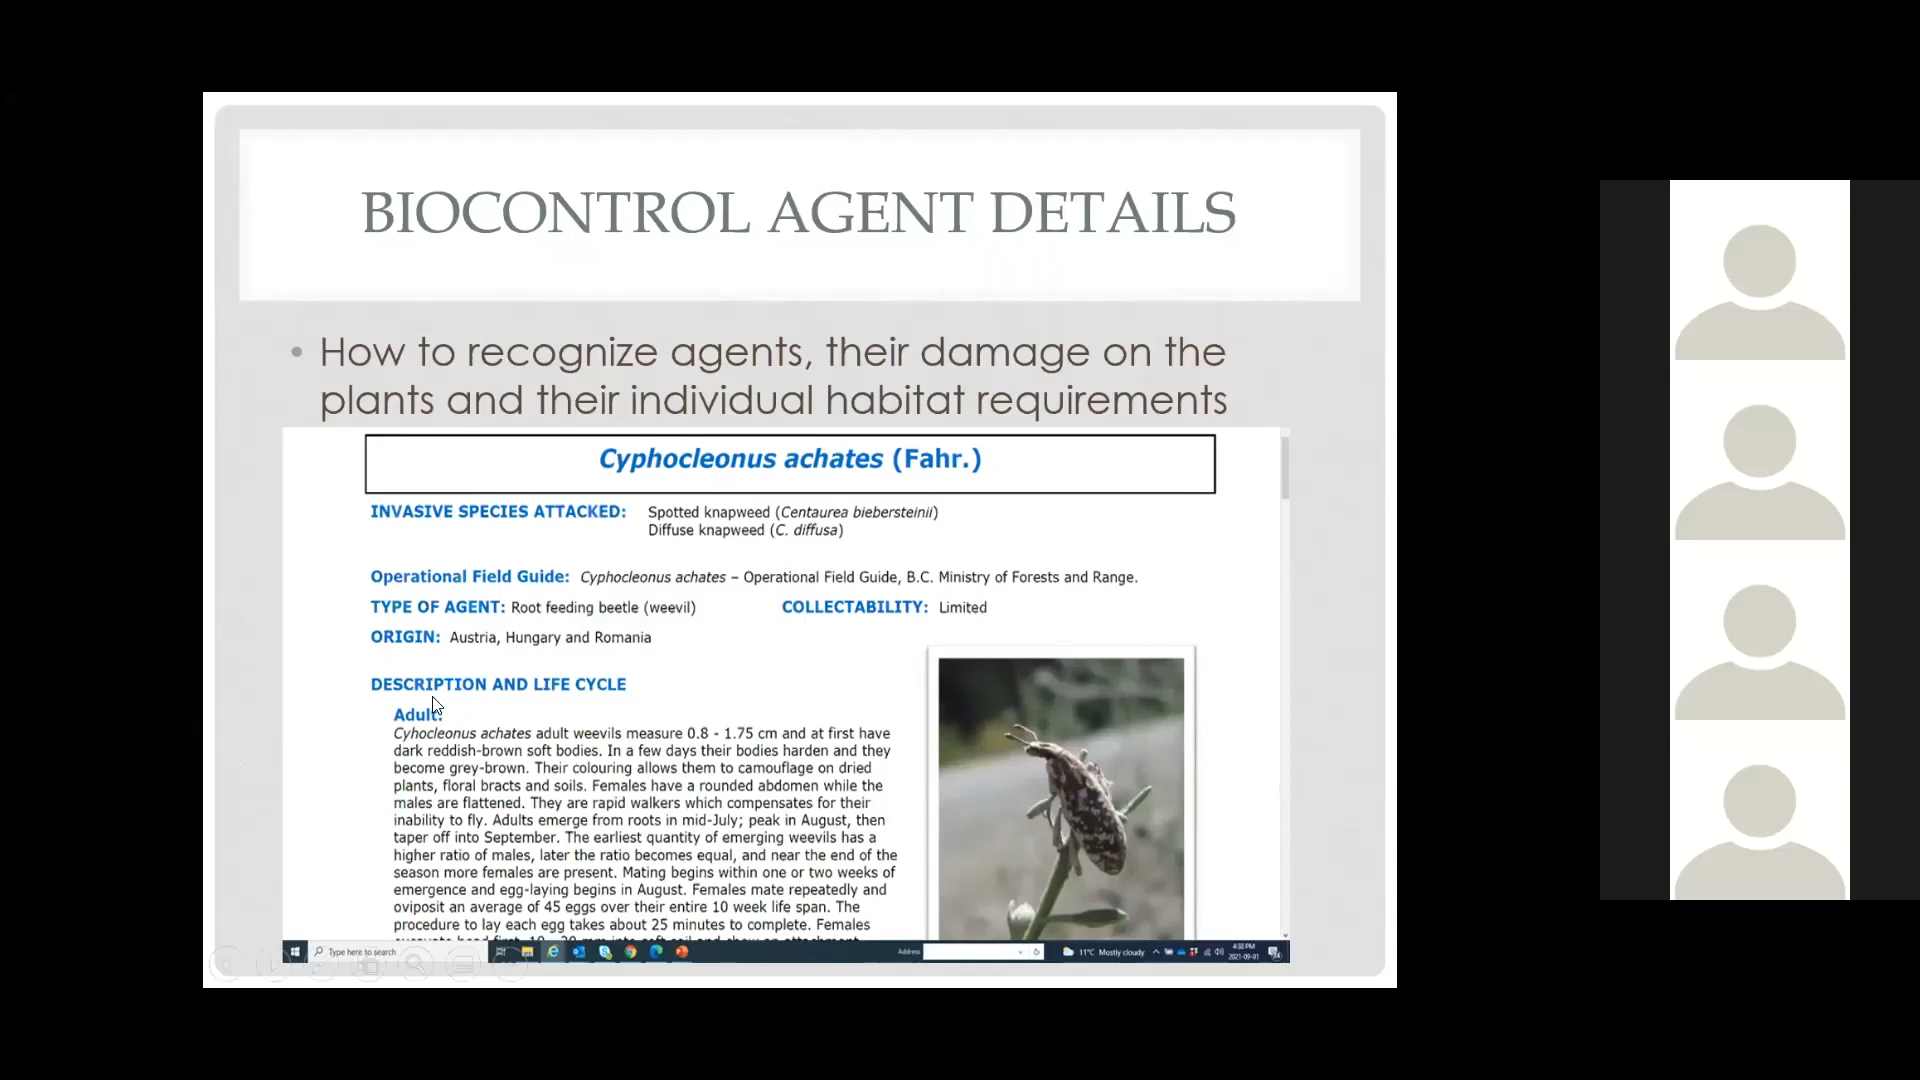 BIOCONTROL AGENT DETAILS
• How to recognize agents, their damage on the
plants and their individual habitat requirements
Cyphocleonus achates (Fahr.)
INVASIVE SPECIES ATTACKED: Spotted knapweed (Centaurea biebersteinii)
Diffuse knapweed (C. diffusa)
Operational Field Guide: Cyphocleonus achates – Operational Field Guide, B.C. Ministry of Forests and Range.
TYPE OF AGENT: Root feeding beetle (weevil) COLLECTABILITY: Limited
ORIGIN: Austria, Hungary and Romania
DESCRIPTION AND LIFE CYCLE
Adult:
Cyhocleonus achates adult weevils measure 0.8 - 1.75 cm and at first have
dark reddish-brown soft bodies. In a few days their bodies harden and they
become grey-brown. Their colouring allows them to camouflage on dried
plants, floral bracts and soils. Females have a rounded abdomen while the
males are flattened. They are rapid walkers which compensates for their
inability to fly. Adults emerge from roots in mid-July; peak in August, then
taper off into September. The earliest quantity of emerging weevils has a
higher ratio of males, later the ratio becomes equal, and near the end of the
season more females are present. Mating begins within one or two weeks of
emergence and egg-laying begins in August. Females mate repeatedly and
oviposit an average of 45 eggs over their entire 10 week life span. The
procedure to lay each egg takes about 25 minutes to complete. Females
Type here to search Address 11°C Mostly cloudy 4:38 PM
2021-09-01